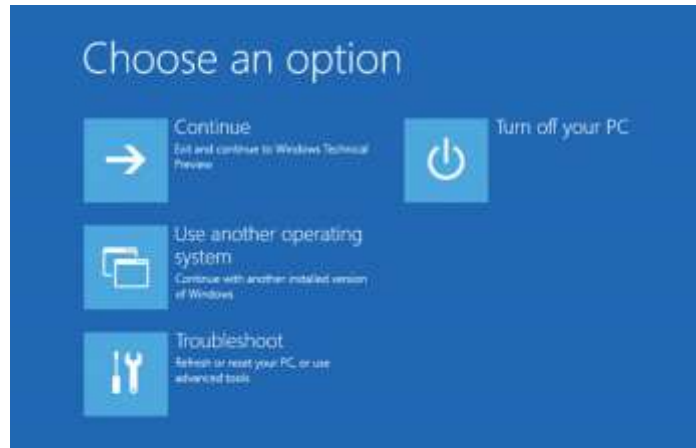 Choose an option
Continue
Exit and continue to Windows Technical
Preview
Turn off your PC
Use another operating
system
Continue with another installed version
of Windows
Troubleshoot
Refresh or reset your PC, or use
advanced tools